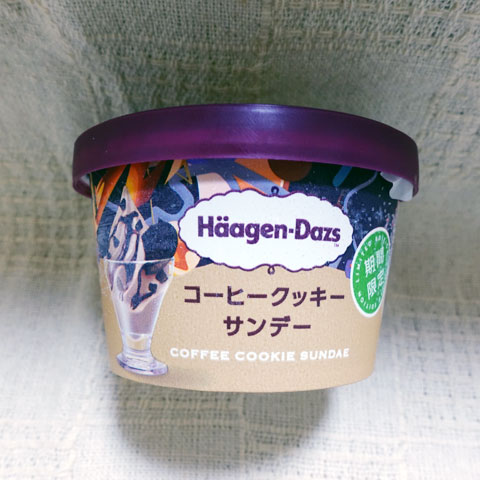 Häagen-Dazs
コーヒークッキー
サンデー
COFFEE COOKIE SUNDAE
期間
限定
LIMITED